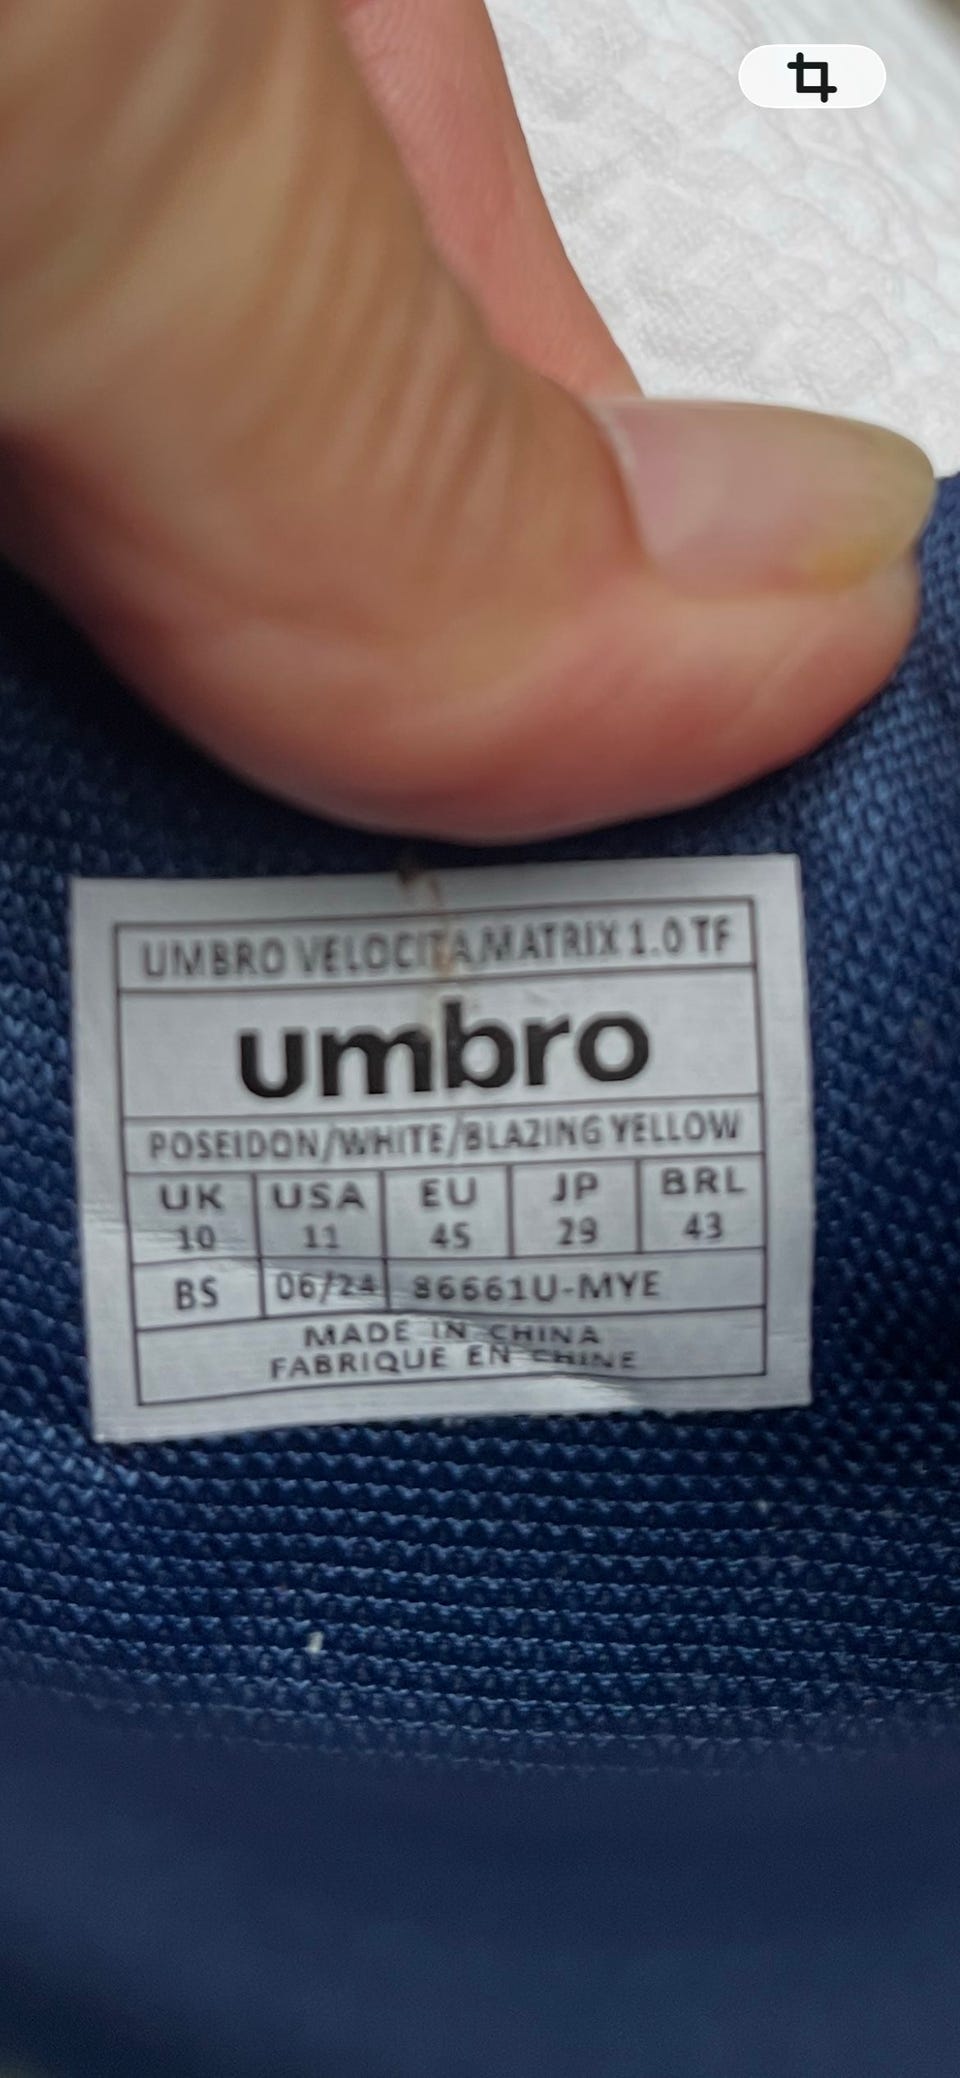 UMBRO VELOCITA MATRIX 1.0 TF
umbro
POSEIDON/WHITE/BLAZING YELLOW
UK USA EU JP BRL
10 11 45 29 43
BS 06/24 86661U-MYE
MADE IN CHINA
FABRIQUE EN CHINE